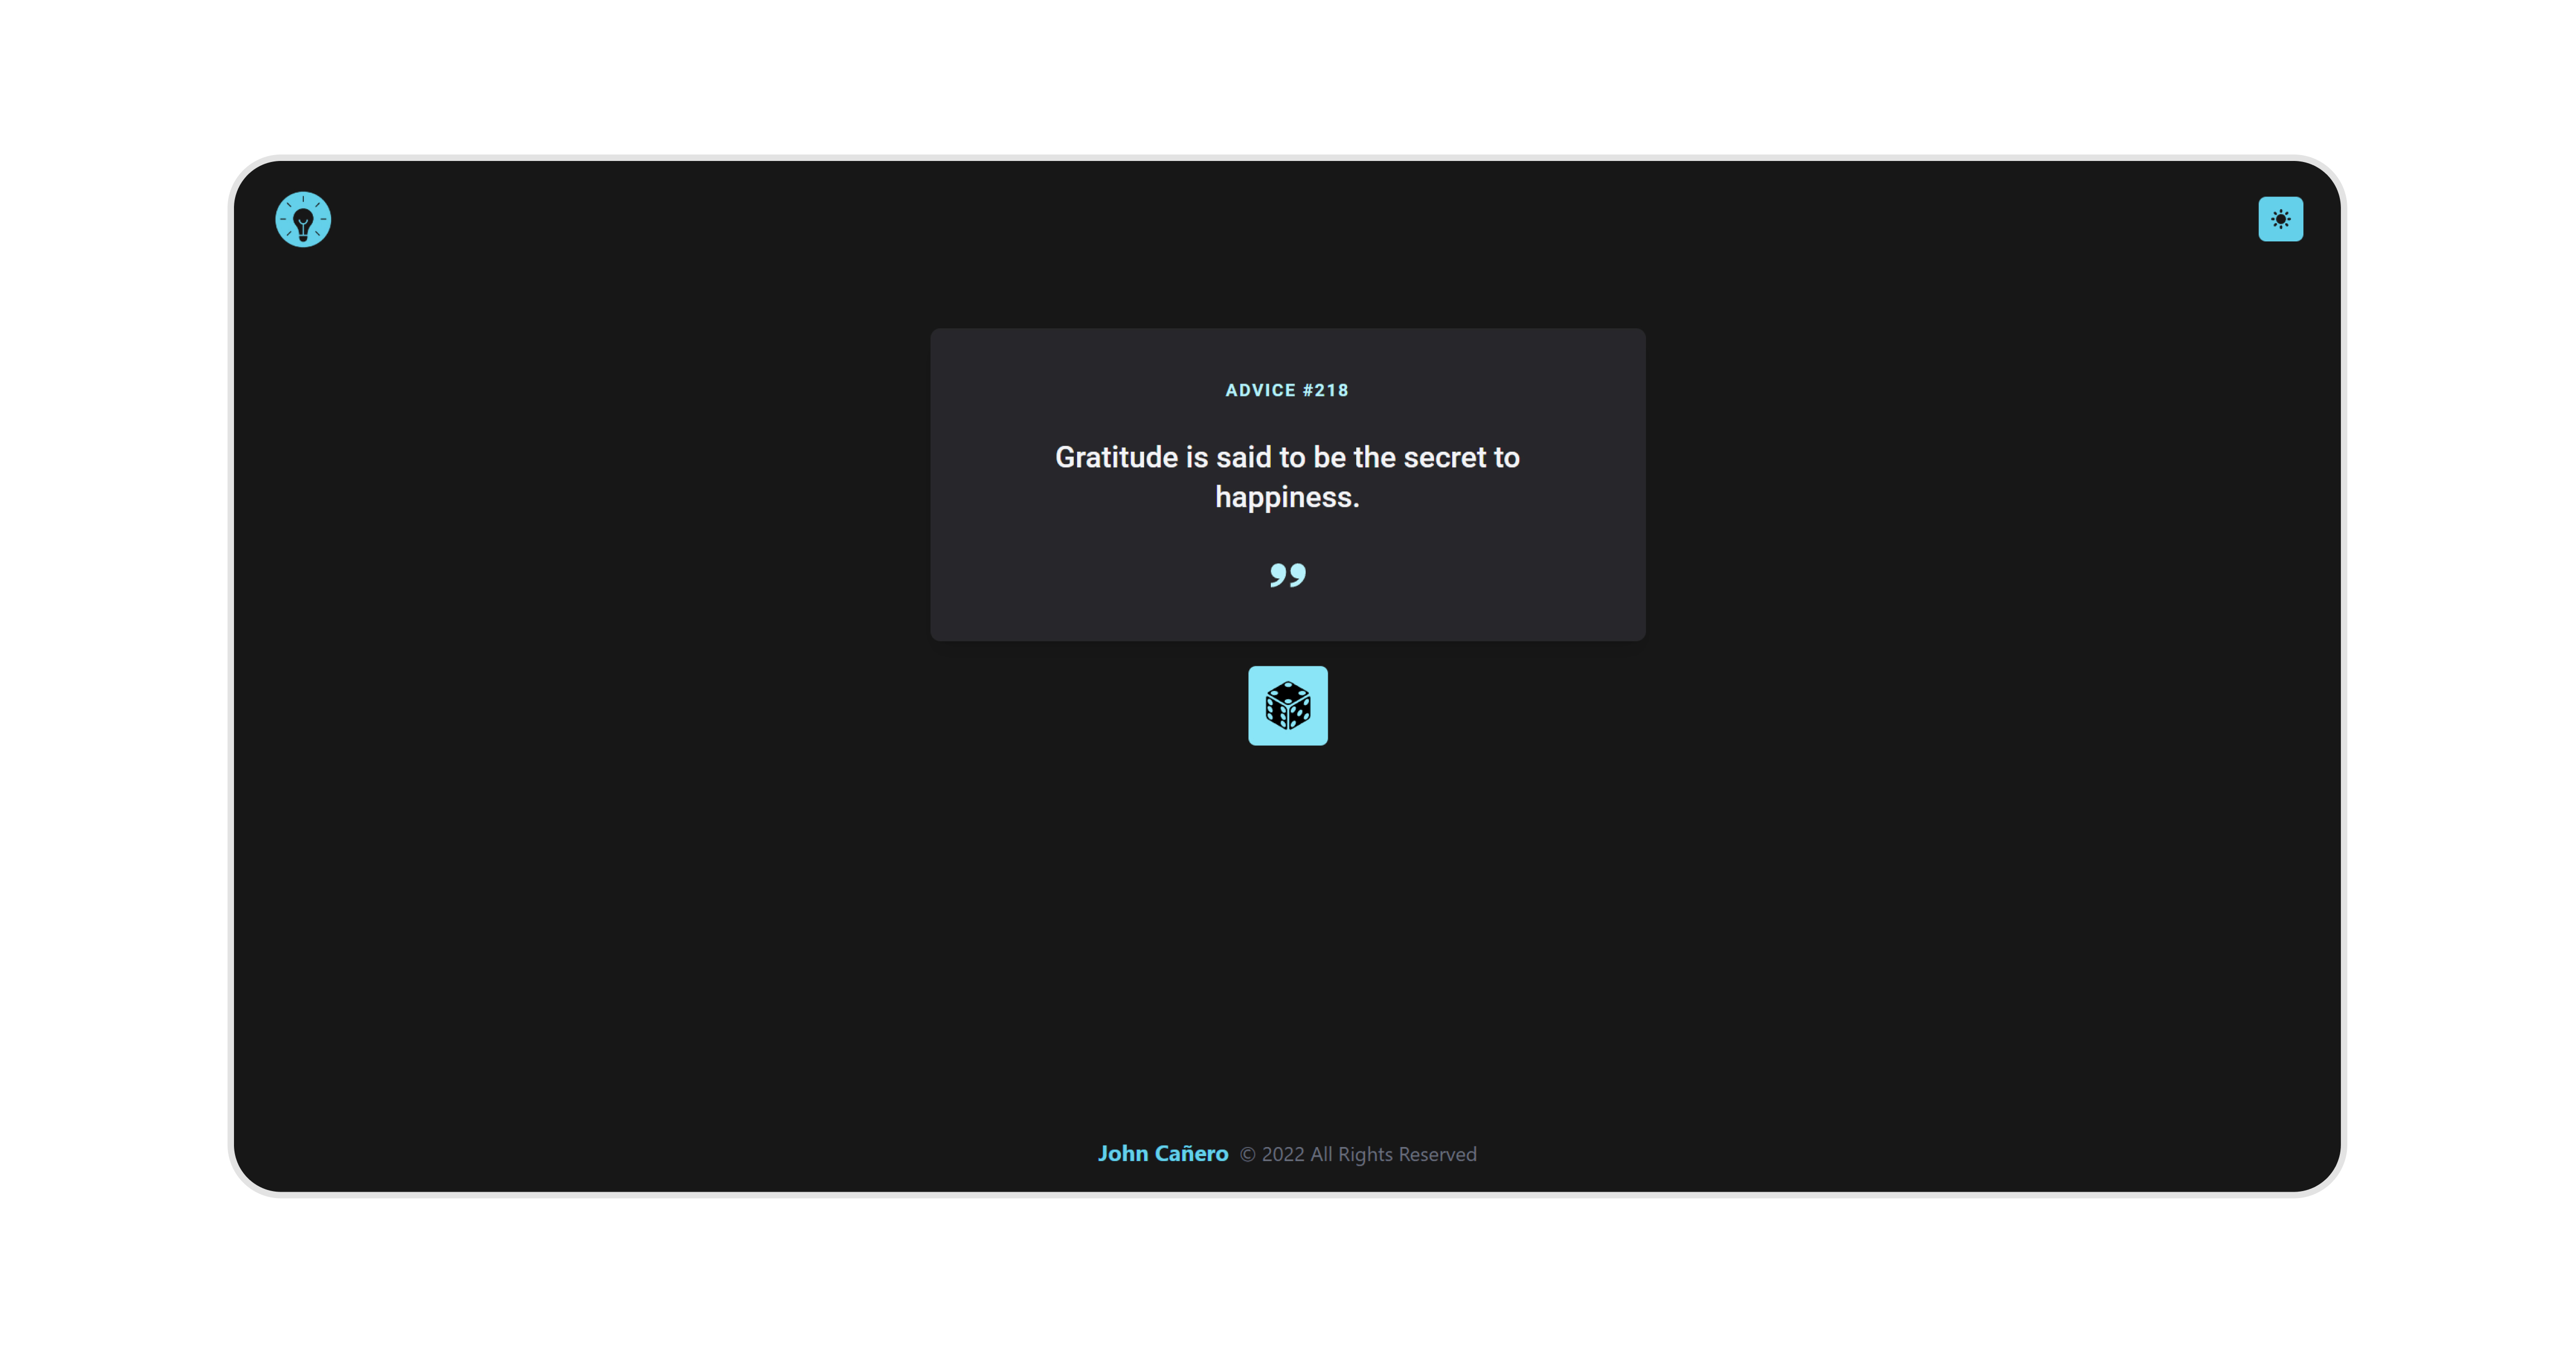 ADVICE #218
Gratitude is said to be the secret to
happiness.
”
John Cañero © 2022 All Rights Reserved